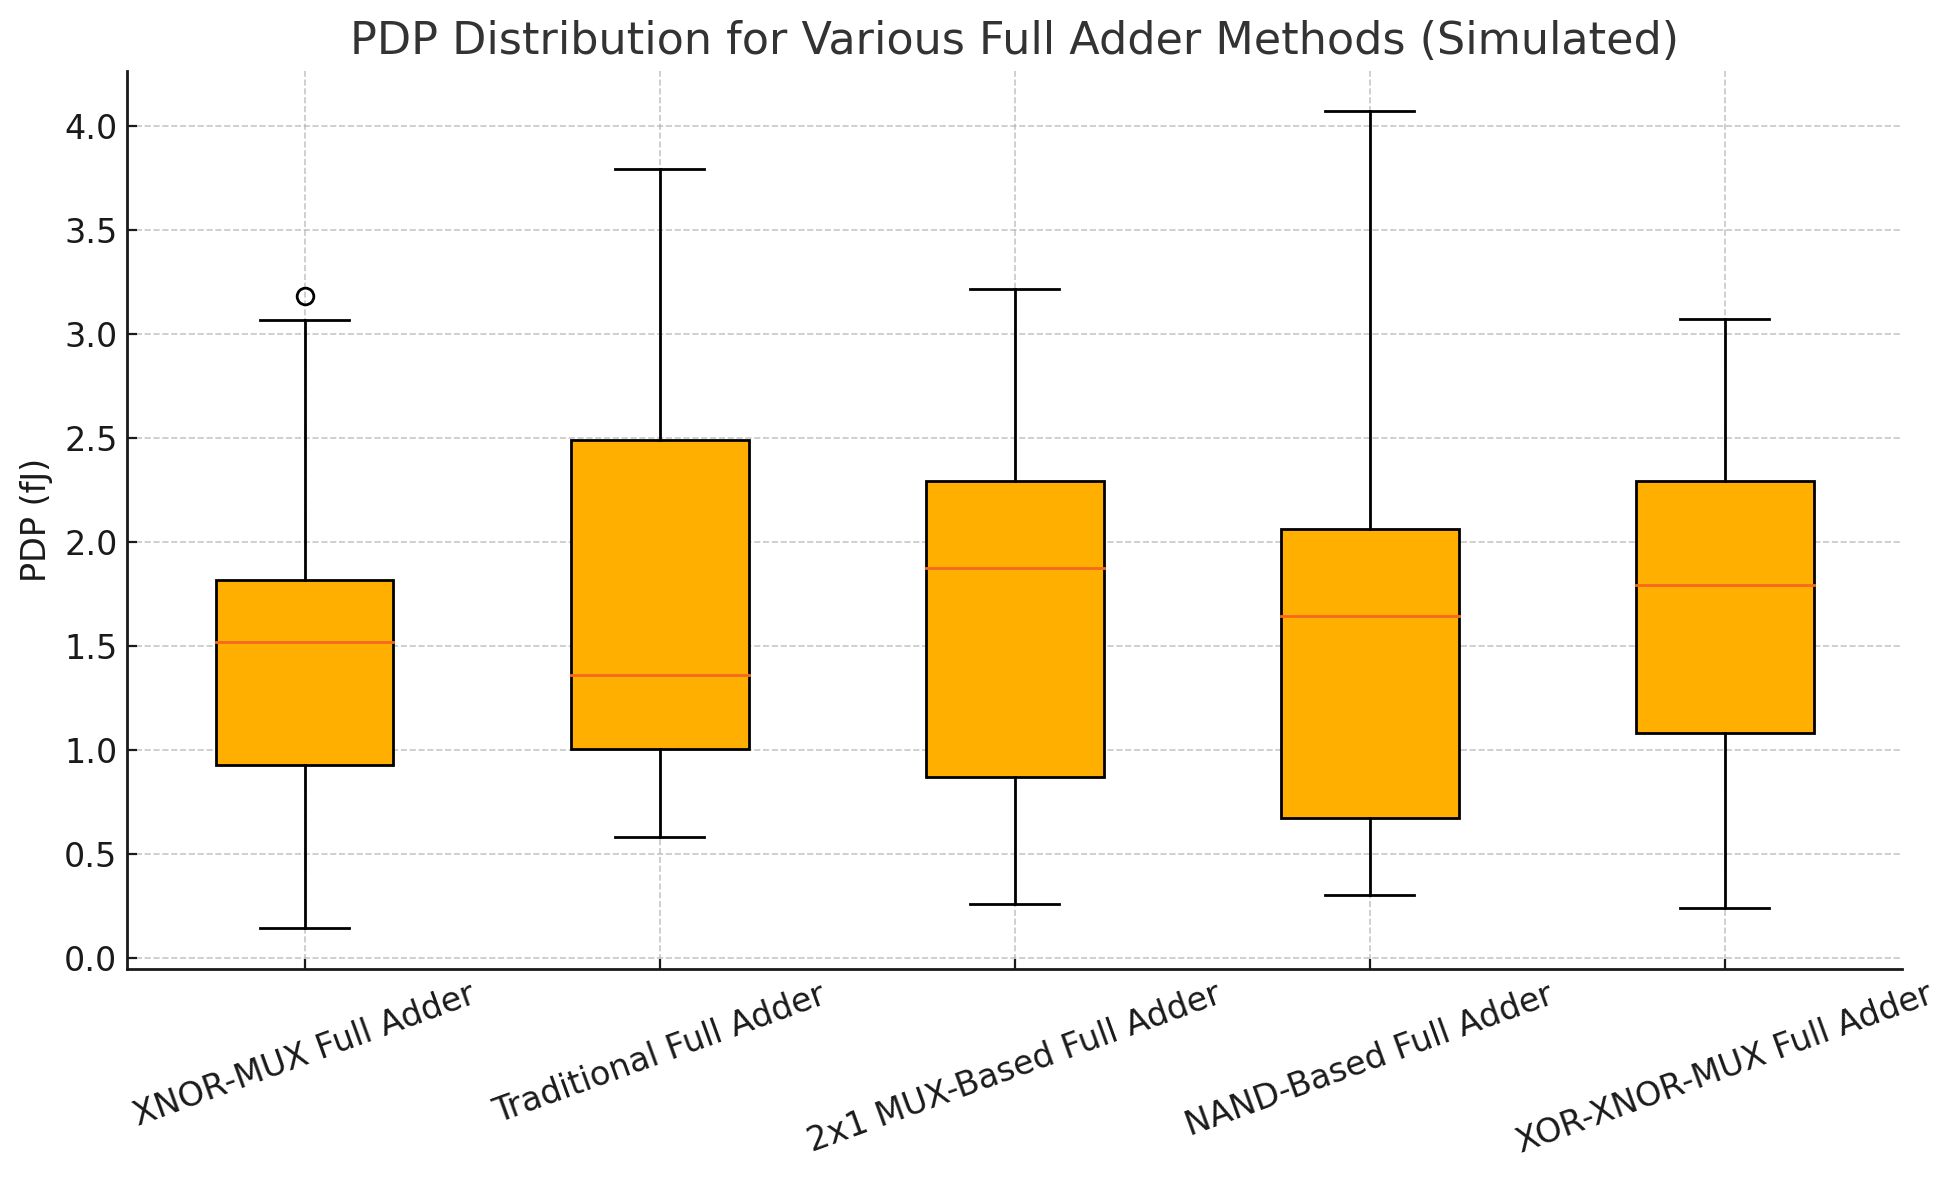 PDP Distribution for Various Full Adder Methods (Simulated)
PDP (fJ)
4.0
3.5
3.0
2.5
2.0
1.5
1.0
0.5
0.0
XNOR-MUX Full Adder
Traditional Full Adder
2x1 MUX-Based Full Adder
NAND-Based Full Adder
XOR-XNOR-MUX Full Adder